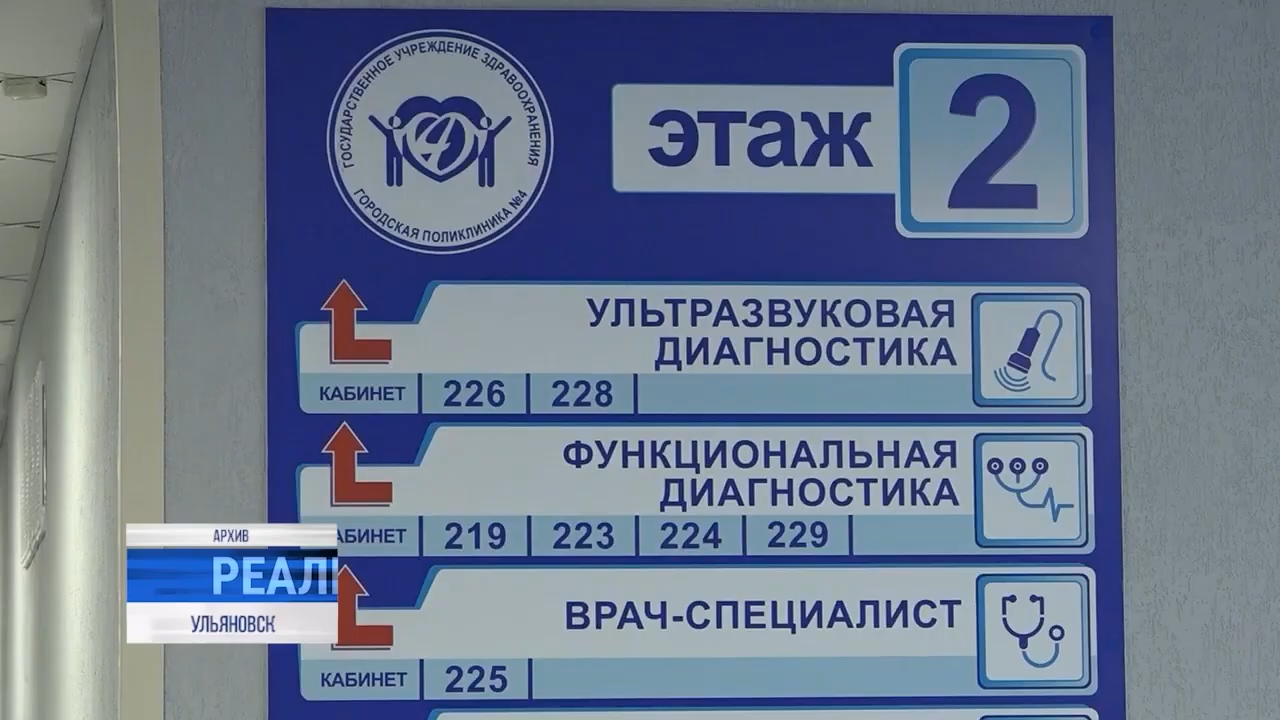 ГОСУДАРСТВЕННОЕ УЧРЕЖДЕНИЕ ЗДРАВООХРАНЕНИЯ
4
ГОРОДСКАЯ ПОЛИКЛИНИКА №4
ЭТАЖ 2
УЛЬТРАЗВУКОВАЯ
ДИАГНОСТИКА
КАБИНЕТ 226 228
ФУНКЦИОНАЛЬНАЯ
ДИАГНОСТИКА
КАБИНЕТ 219 223 224 229
ВРАЧ-СПЕЦИАЛИСТ
КАБИНЕТ 225
АРХИВ
УЛЬЯНОВСК